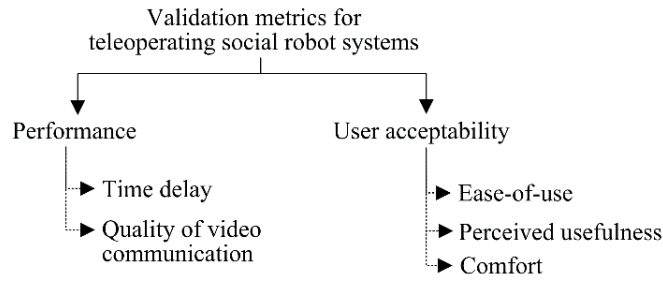 Validation metrics for
teleoperating social robot systems
Performance
Time delay
Quality of video
communication
User acceptability
Ease-of-use
Perceived usefulness
Comfort